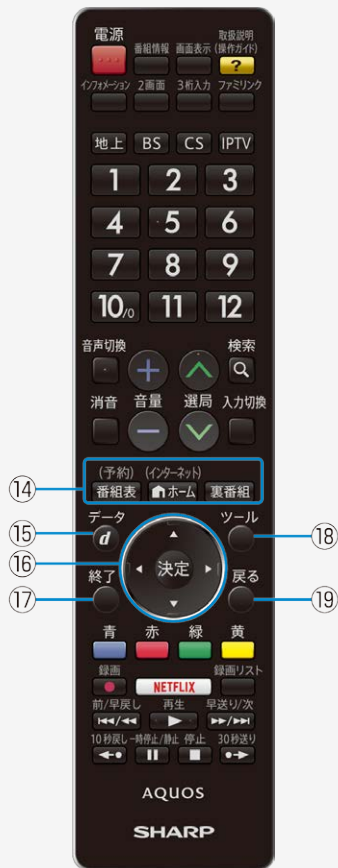 電源
番組情報 画面表示 取扱説明(操作ガイド)
?
インフォメーション 2画面 3桁入力 ファミリンク
地上 BS CS IPTV
1 2 3
4 5 6
7 8 9
10/0 11 12
音声切換 検索
消音 音量 選局 入力切換
(予約) (インターネット)
⑭ 番組表 ホーム 裏番組
データ ツール
⑮ d ⑱
⑯ 決定
⑰ 終了 戻る ⑲
青 赤 緑 黄
録画 録画リスト
NETFLIX
前/早戻し 再生 早送り/次
10秒戻し 一時停止/静止 停止 30秒送り
AQUOS
SHARP